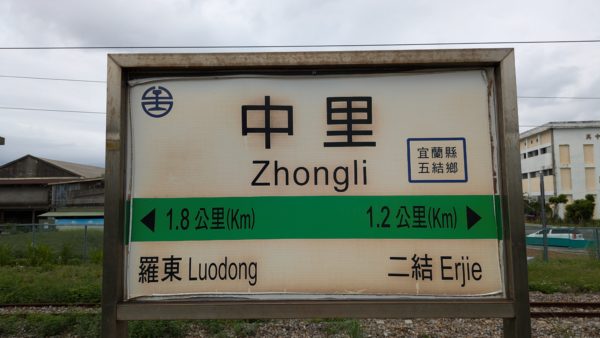 中里
Zhongli
宜蘭縣
五結鄉
1.8 公里(Km)
1.2 公里(Km)
羅東 Luodong
二結 Erjie